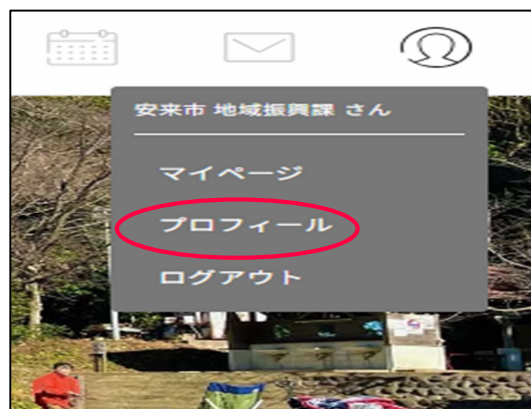 安来市 地域振興課 さん
マイページ
プロフィール
ログアウト